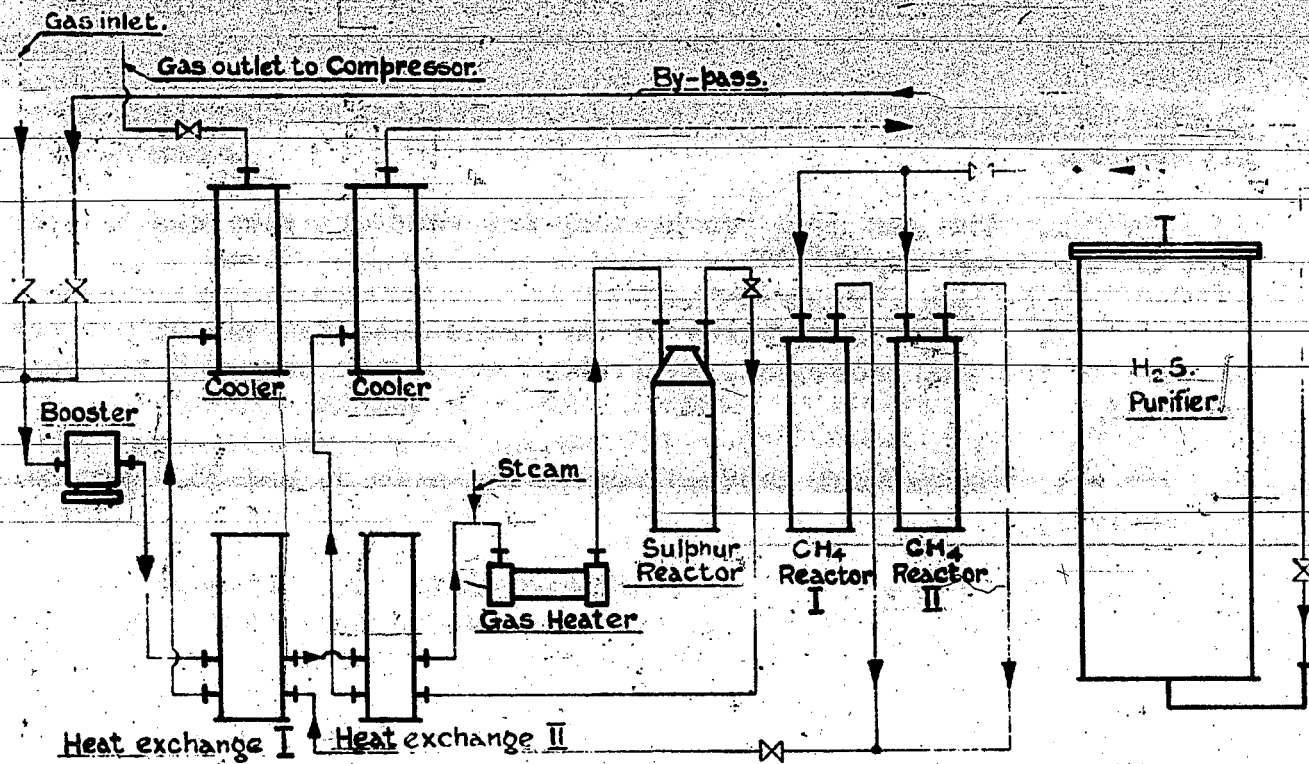 Gas inlet.
Gas outlet to Compressor.
By-pass.
Cooler
Cooler
Booster
H₂S.
Purifier
Steam
Sulphur
Reactor
CH₄
Reactor
I
CH₄
Reactor
II
Gas Heater
Heat exchange I
Heat exchange II